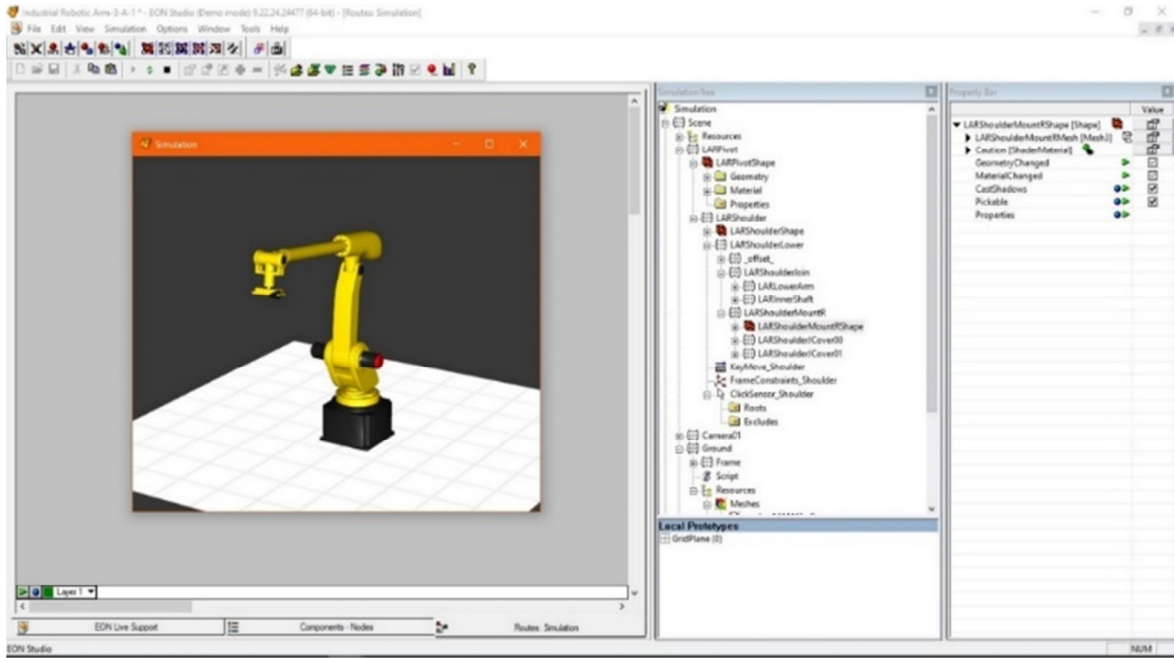 Industrial Robotic Arm-3-A-1 * - EON Studio (Demo mode) 9.22.24.24477 (64-bit) - [Routes: Simulation]
File Edit View Simulation Options Window Tools Help
Simulation
Layer 1
EON Live Support
Components - Nodes
Routes: Simulation
EON Studio
NUM
Simulation Tree
Simulation
Scene
Resources
LARPivot
LARPivotShape
Geometry
Material
Properties
LARShoulder
LARShoulderShape
LARShoulderLower
_offset_
LARShoulderJoin
LARLowerArm
LARInnerShaft
LARShoulderMountR
LARShoulderMountRShape
LARShoulderJCover00
LARShoulderJCover01
KeyMove_Shoulder
FrameConstraints_Shoulder
ClickSensor_Shoulder
Roots
Excludes
Camera01
Ground
Frame
Script
Resources
Meshes
Local Prototypes
GridPlane (0)
Property Bar
Value
LARShoulderMountRShape [Shape]
LARShoulderMountRMesh [Mesh3]
Caution [ShaderMaterial]
GeometryChanged
MaterialChanged
CastShadows
Pickable
Properties